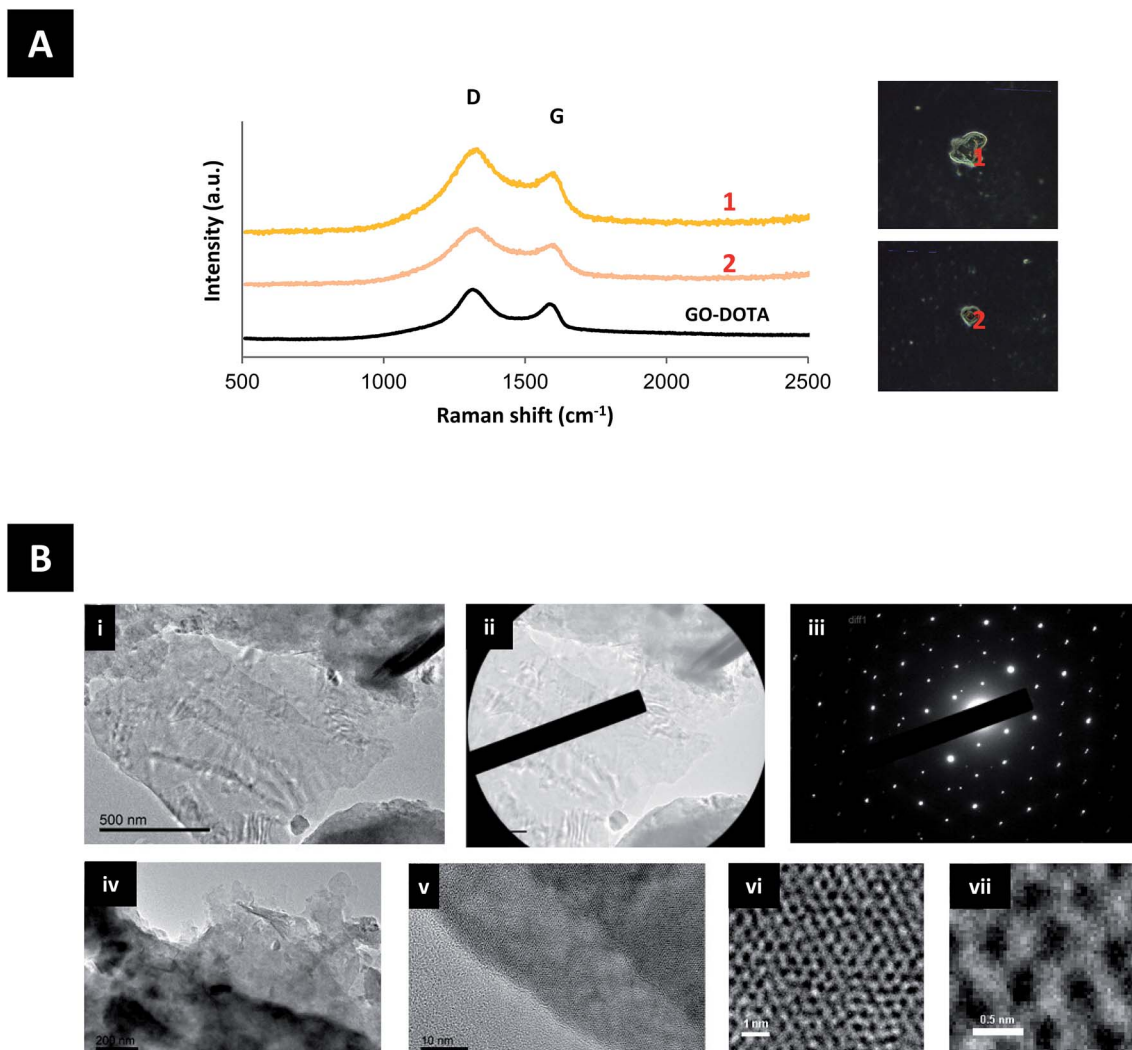 A
D
G
Intensity (a.u.)
1
2
GO-DOTA
500
1000
1500
2000
2500
Raman shift (cm⁻¹)
1
2
B
i
500 nm
ii
iii
diff1
iv
200 nm
v
10 nm
vi
1 nm
vii
0.5 nm